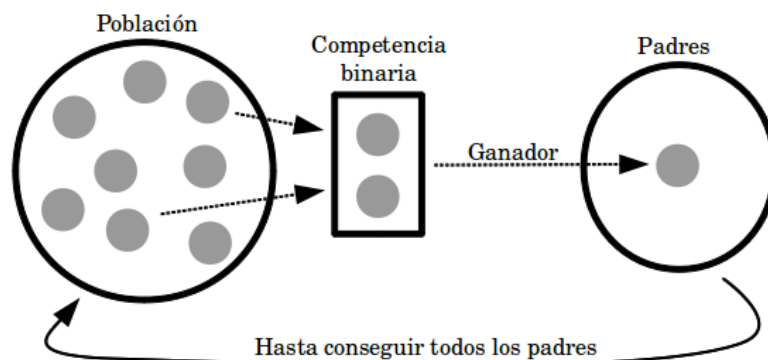 Población
Competencia
binaria
Padres
Ganador
Hasta conseguir todos los padres